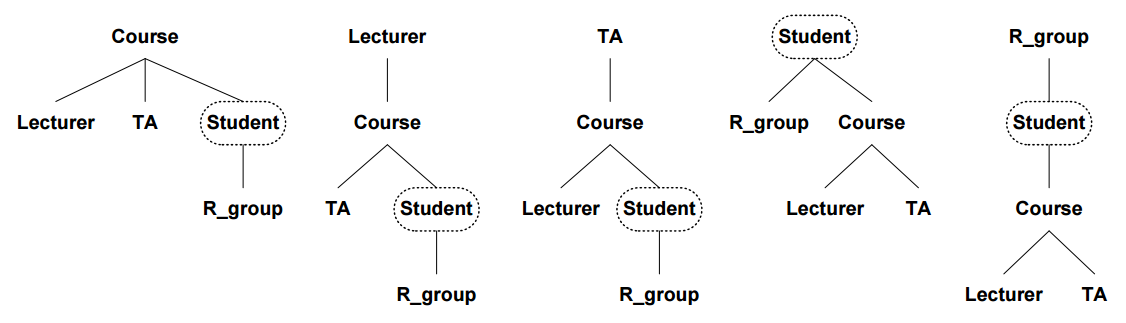 Course Lecturer TA Student R_group
Lecturer TA Student Course Course R_group Course Student
R_group TA Student Lecturer Student Lecturer TA Course
R_group R_group Lecturer TA